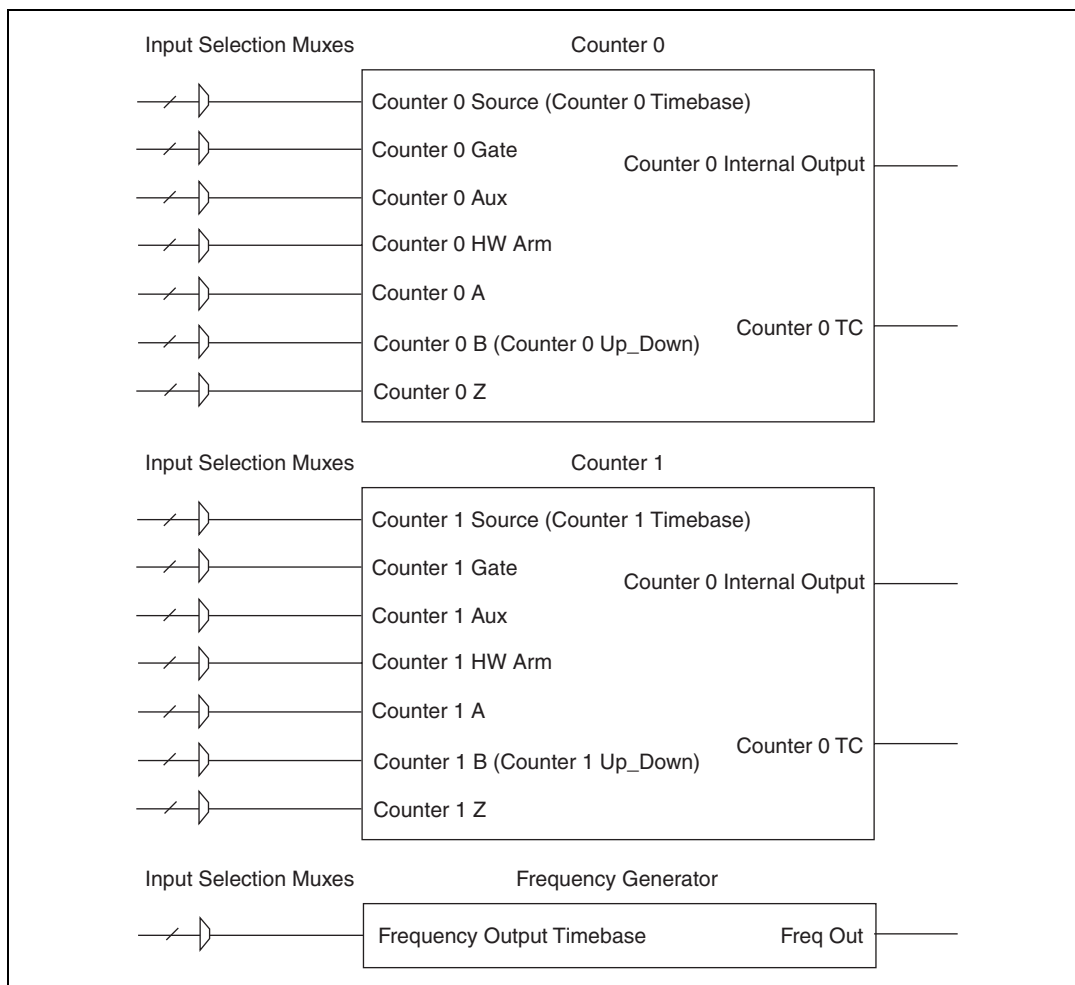 Input Selection Muxes
Counter 0
Counter 0 Source (Counter 0 Timebase)
Counter 0 Gate
Counter 0 Internal Output
Counter 0 Aux
Counter 0 HW Arm
Counter 0 A
Counter 0 TC
Counter 0 B (Counter 0 Up_Down)
Counter 0 Z
Input Selection Muxes
Counter 1
Counter 1 Source (Counter 1 Timebase)
Counter 1 Gate
Counter 0 Internal Output
Counter 1 Aux
Counter 1 HW Arm
Counter 1 A
Counter 0 TC
Counter 1 B (Counter 1 Up_Down)
Counter 1 Z
Input Selection Muxes
Frequency Generator
Frequency Output Timebase
Freq Out